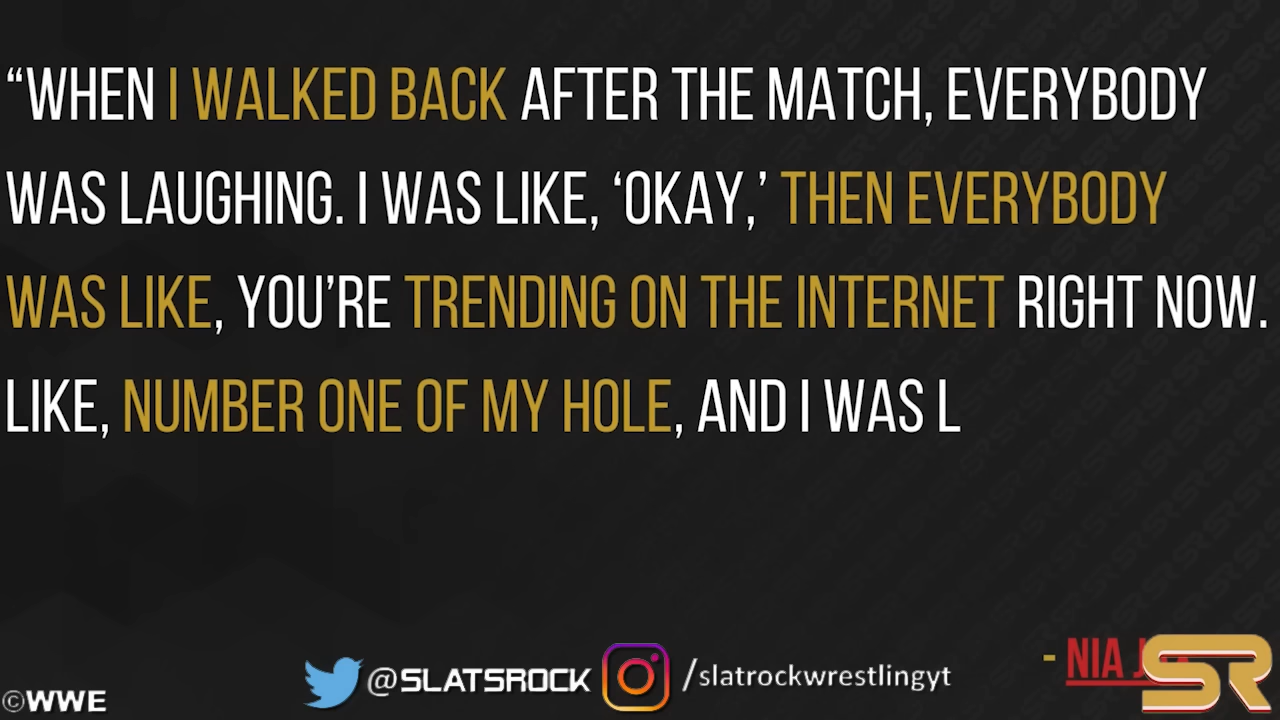 “WHEN I WALKED BACK AFTER THE MATCH, EVERYBODY
WAS LAUGHING. I WAS LIKE, ‘OKAY,’ THEN EVERYBODY
WAS LIKE, YOU’RE TRENDING ON THE INTERNET RIGHT NOW.
LIKE, NUMBER ONE OF MY HOLE, AND I WAS L
- NIA
SR
@SLATSROCK /slatrockwrestlingyt
©WWE